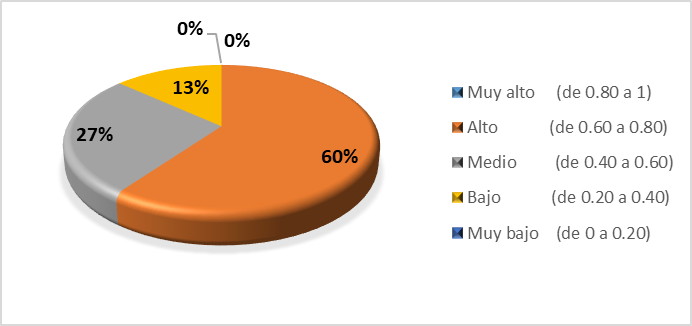 0%
0%
13%
27%
60%
Muy alto (de 0.80 a 1)
Alto (de 0.60 a 0.80)
Medio (de 0.40 a 0.60)
Bajo (de 0.20 a 0.40)
Muy bajo (de 0 a 0.20)